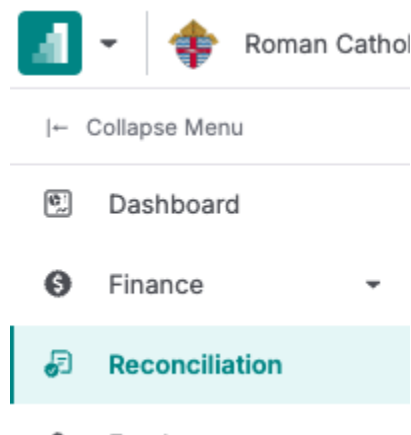 Roman Cathol
Collapse Menu
Dashboard
Finance
Reconciliation